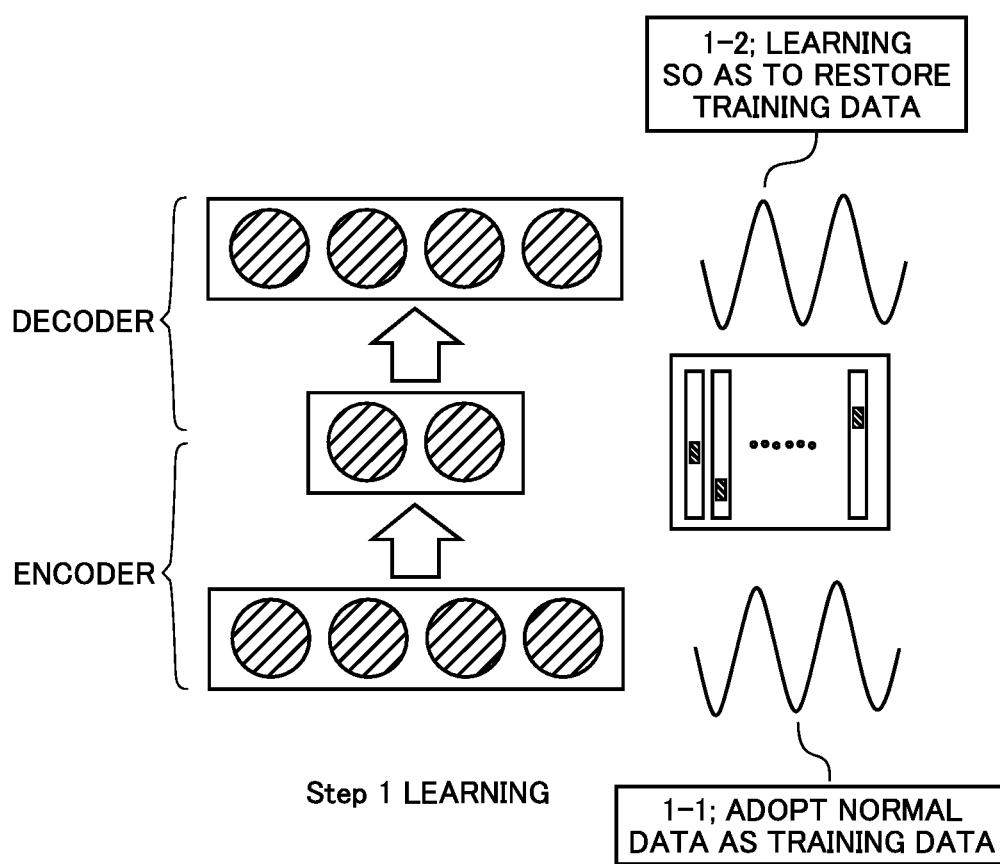 1-2; LEARNING
SO AS TO RESTORE
TRAINING DATA
DECODER
ENCODER
Step 1 LEARNING
1-1; ADOPT NORMAL
DATA AS TRAINING DATA